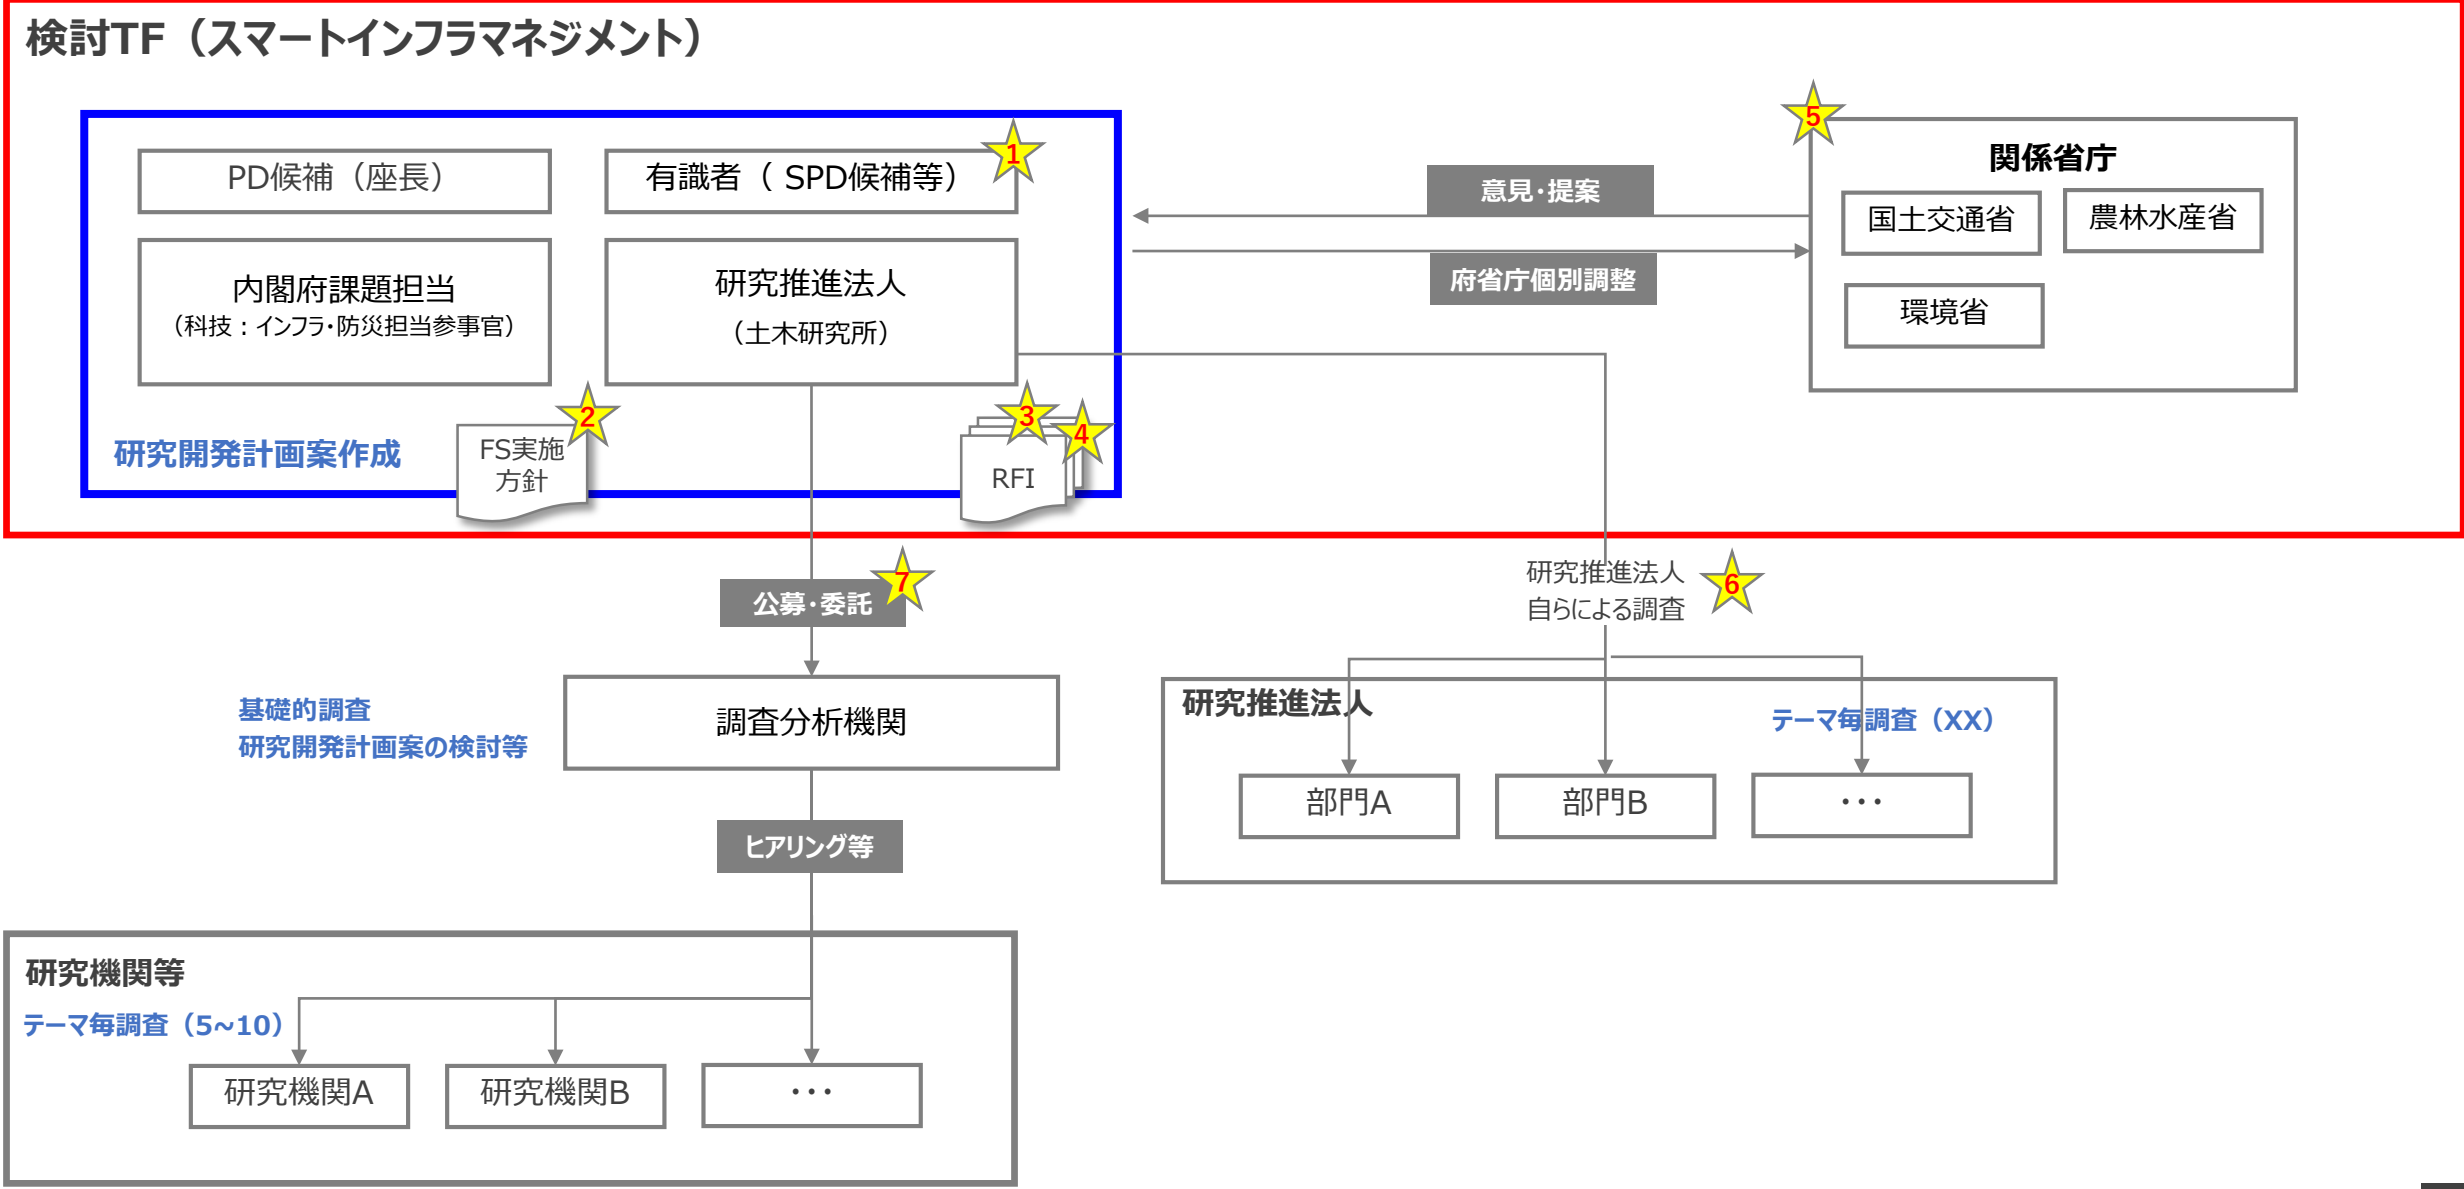 検討TF（スマートインフラマネジメント）
PD候補（座長）
有識者（ SPD候補等）
1
内閣府課題担当
（科技：インフラ・防災担当参事官）
研究推進法人
（土木研究所）
研究開発計画案作成
FS実施
方針
2
RFI
3
4
意見・提案
府省庁個別調整
5
関係省庁
国土交通省
農林水産省
環境省
公募・委託
7
研究推進法人
自らによる調査
6
基礎的調査
研究開発計画案の検討等
調査分析機関
ヒアリング等
研究推進法人
テーマ毎調査（XX）
部門A
部門B
・・・
研究機関等
テーマ毎調査（5~10）
研究機関A
研究機関B
・・・